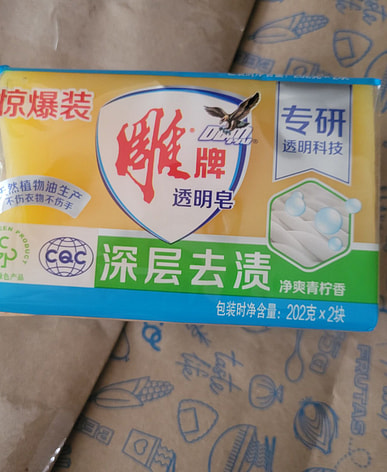 惊爆装
雕牌
透明皂
专研
透明科技
天然植物油生产
不伤衣物不伤手
CQC
深层去渍
净爽青柠香
包装时净含量：202克×2块